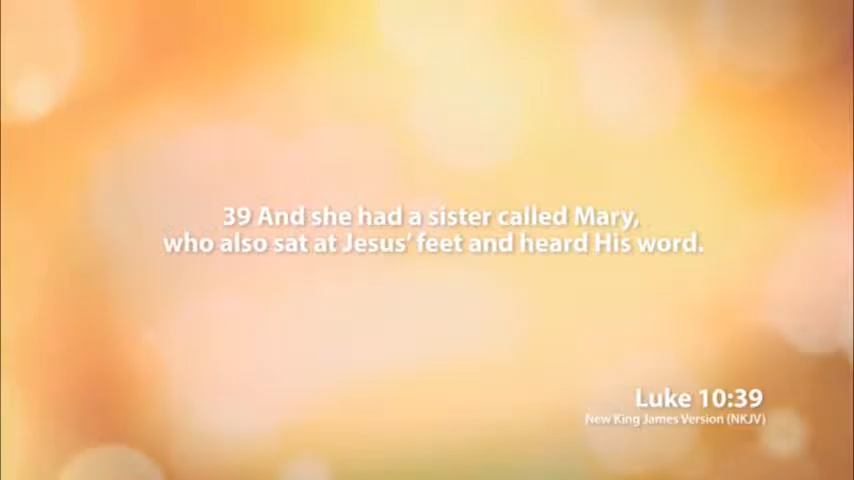 39 And she had a sister called Mary,
who also sat at Jesus’ feet and heard His word.
Luke 10:39
New King James Version (NKJV)